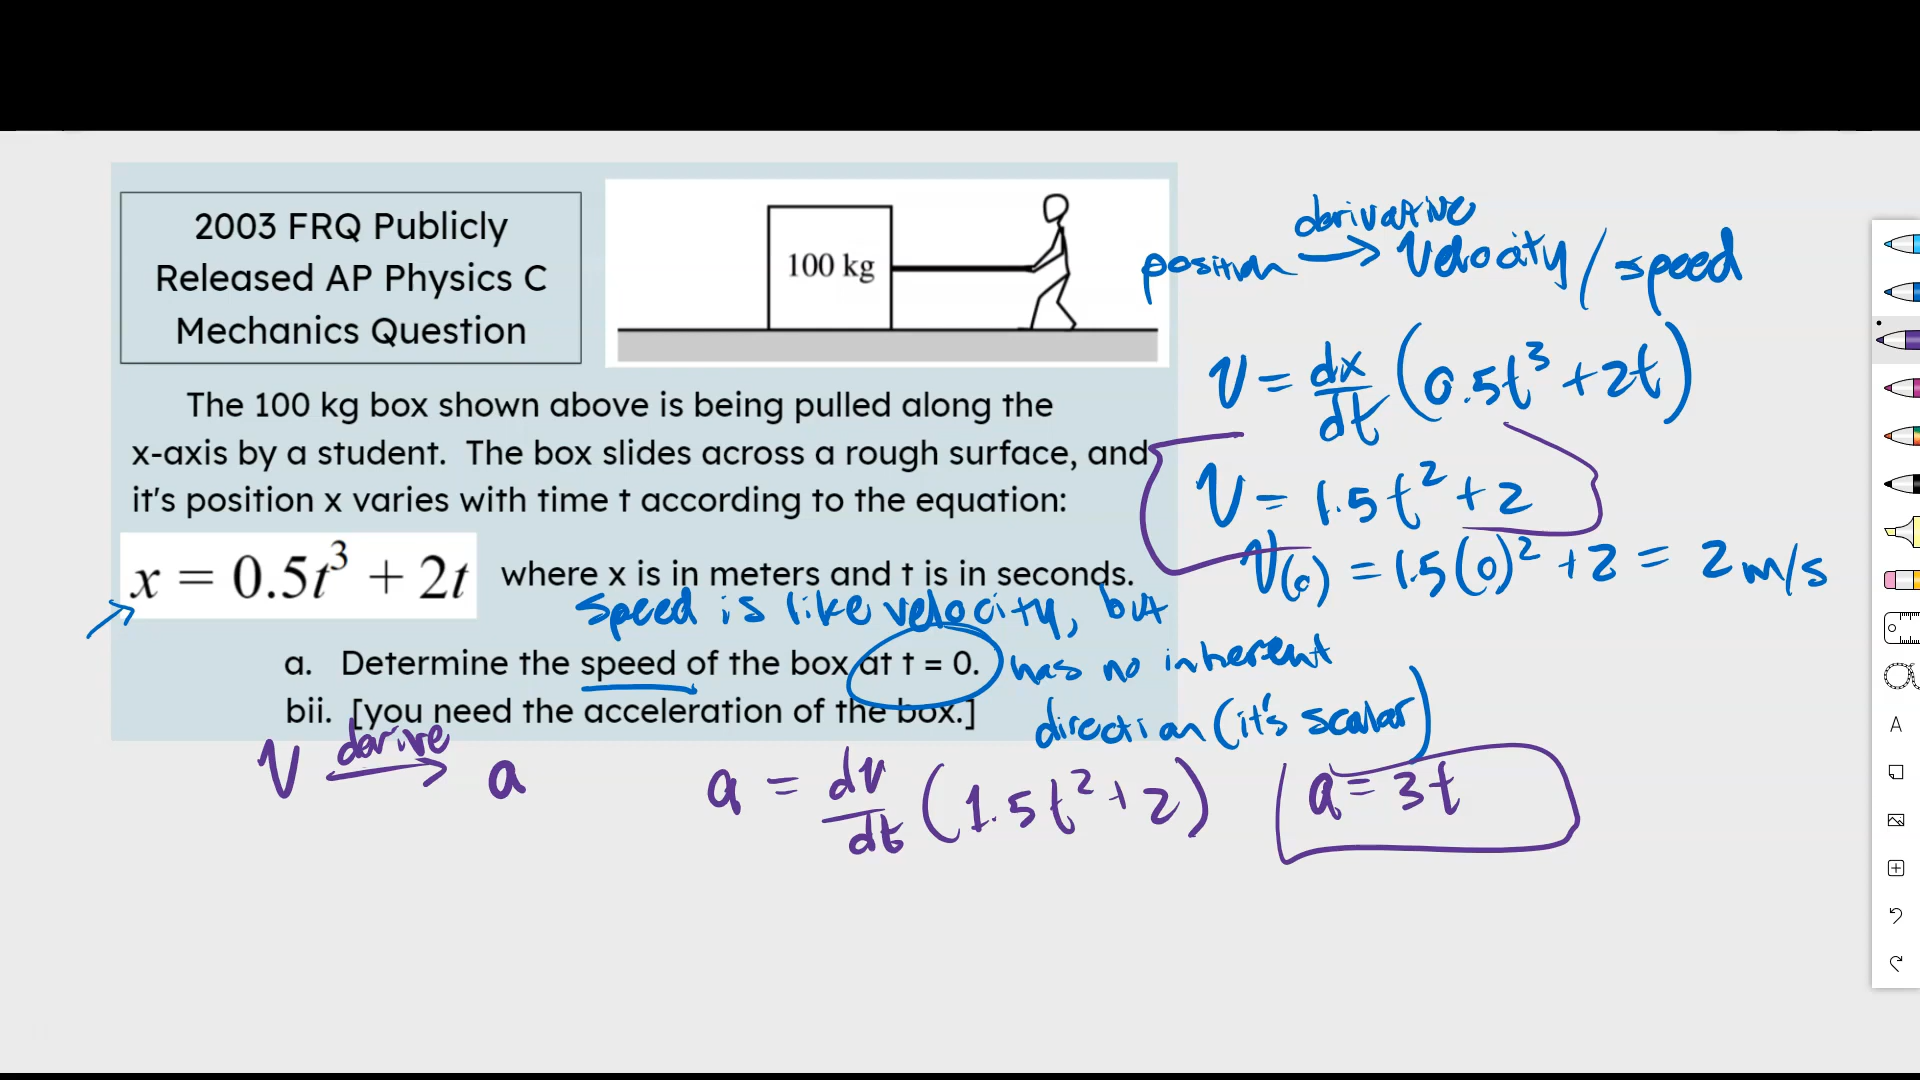 2003 FRQ Publicly
Released AP Physics C
Mechanics Question
100 kg
The 100 kg box shown above is being pulled along the
x-axis by a student. The box slides across a rough surface, and
it's position x varies with time t according to the equation:
x = 0.5t³ + 2t where x is in meters and t is in seconds.
a. Determine the speed of the box at t = 0.
bii. [you need the acceleration of the box.]
derivative
position → velocity / speed
V = dx/dt (0.5t³ + 2t)
V = 1.5t² + 2
V(0) = 1.5(0)² + 2 = 2 m/s
speed is like velocity, but
has no inherent
direction (it's scalar)
V derive → a
a = dv/dt (1.5t² + 2)
a = 3t
A